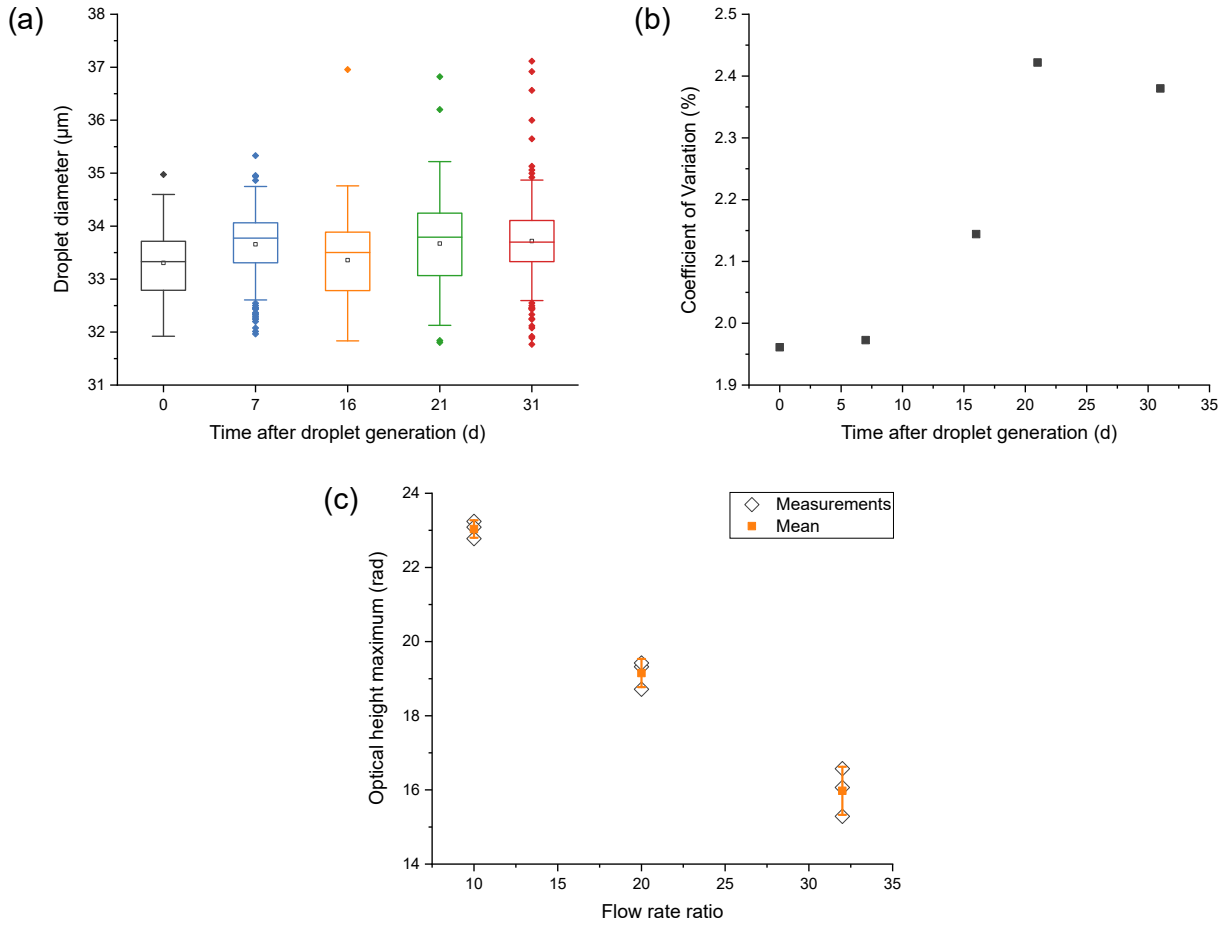 (a)
38
37
36
35
34
33
32
31
Droplet diameter (μm)
0 7 16 21 31
Time after droplet generation (d)
(b)
2.5
2.4
2.3
2.2
2.1
2.0
1.9
Coefficient of Variation (%)
0 5 10 15 20 25 30 35
Time after droplet generation (d)
(c)
24
22
20
18
16
14
Optical height maximum (rad)
Measurements
Mean
10 15 20 25 30 35
Flow rate ratio